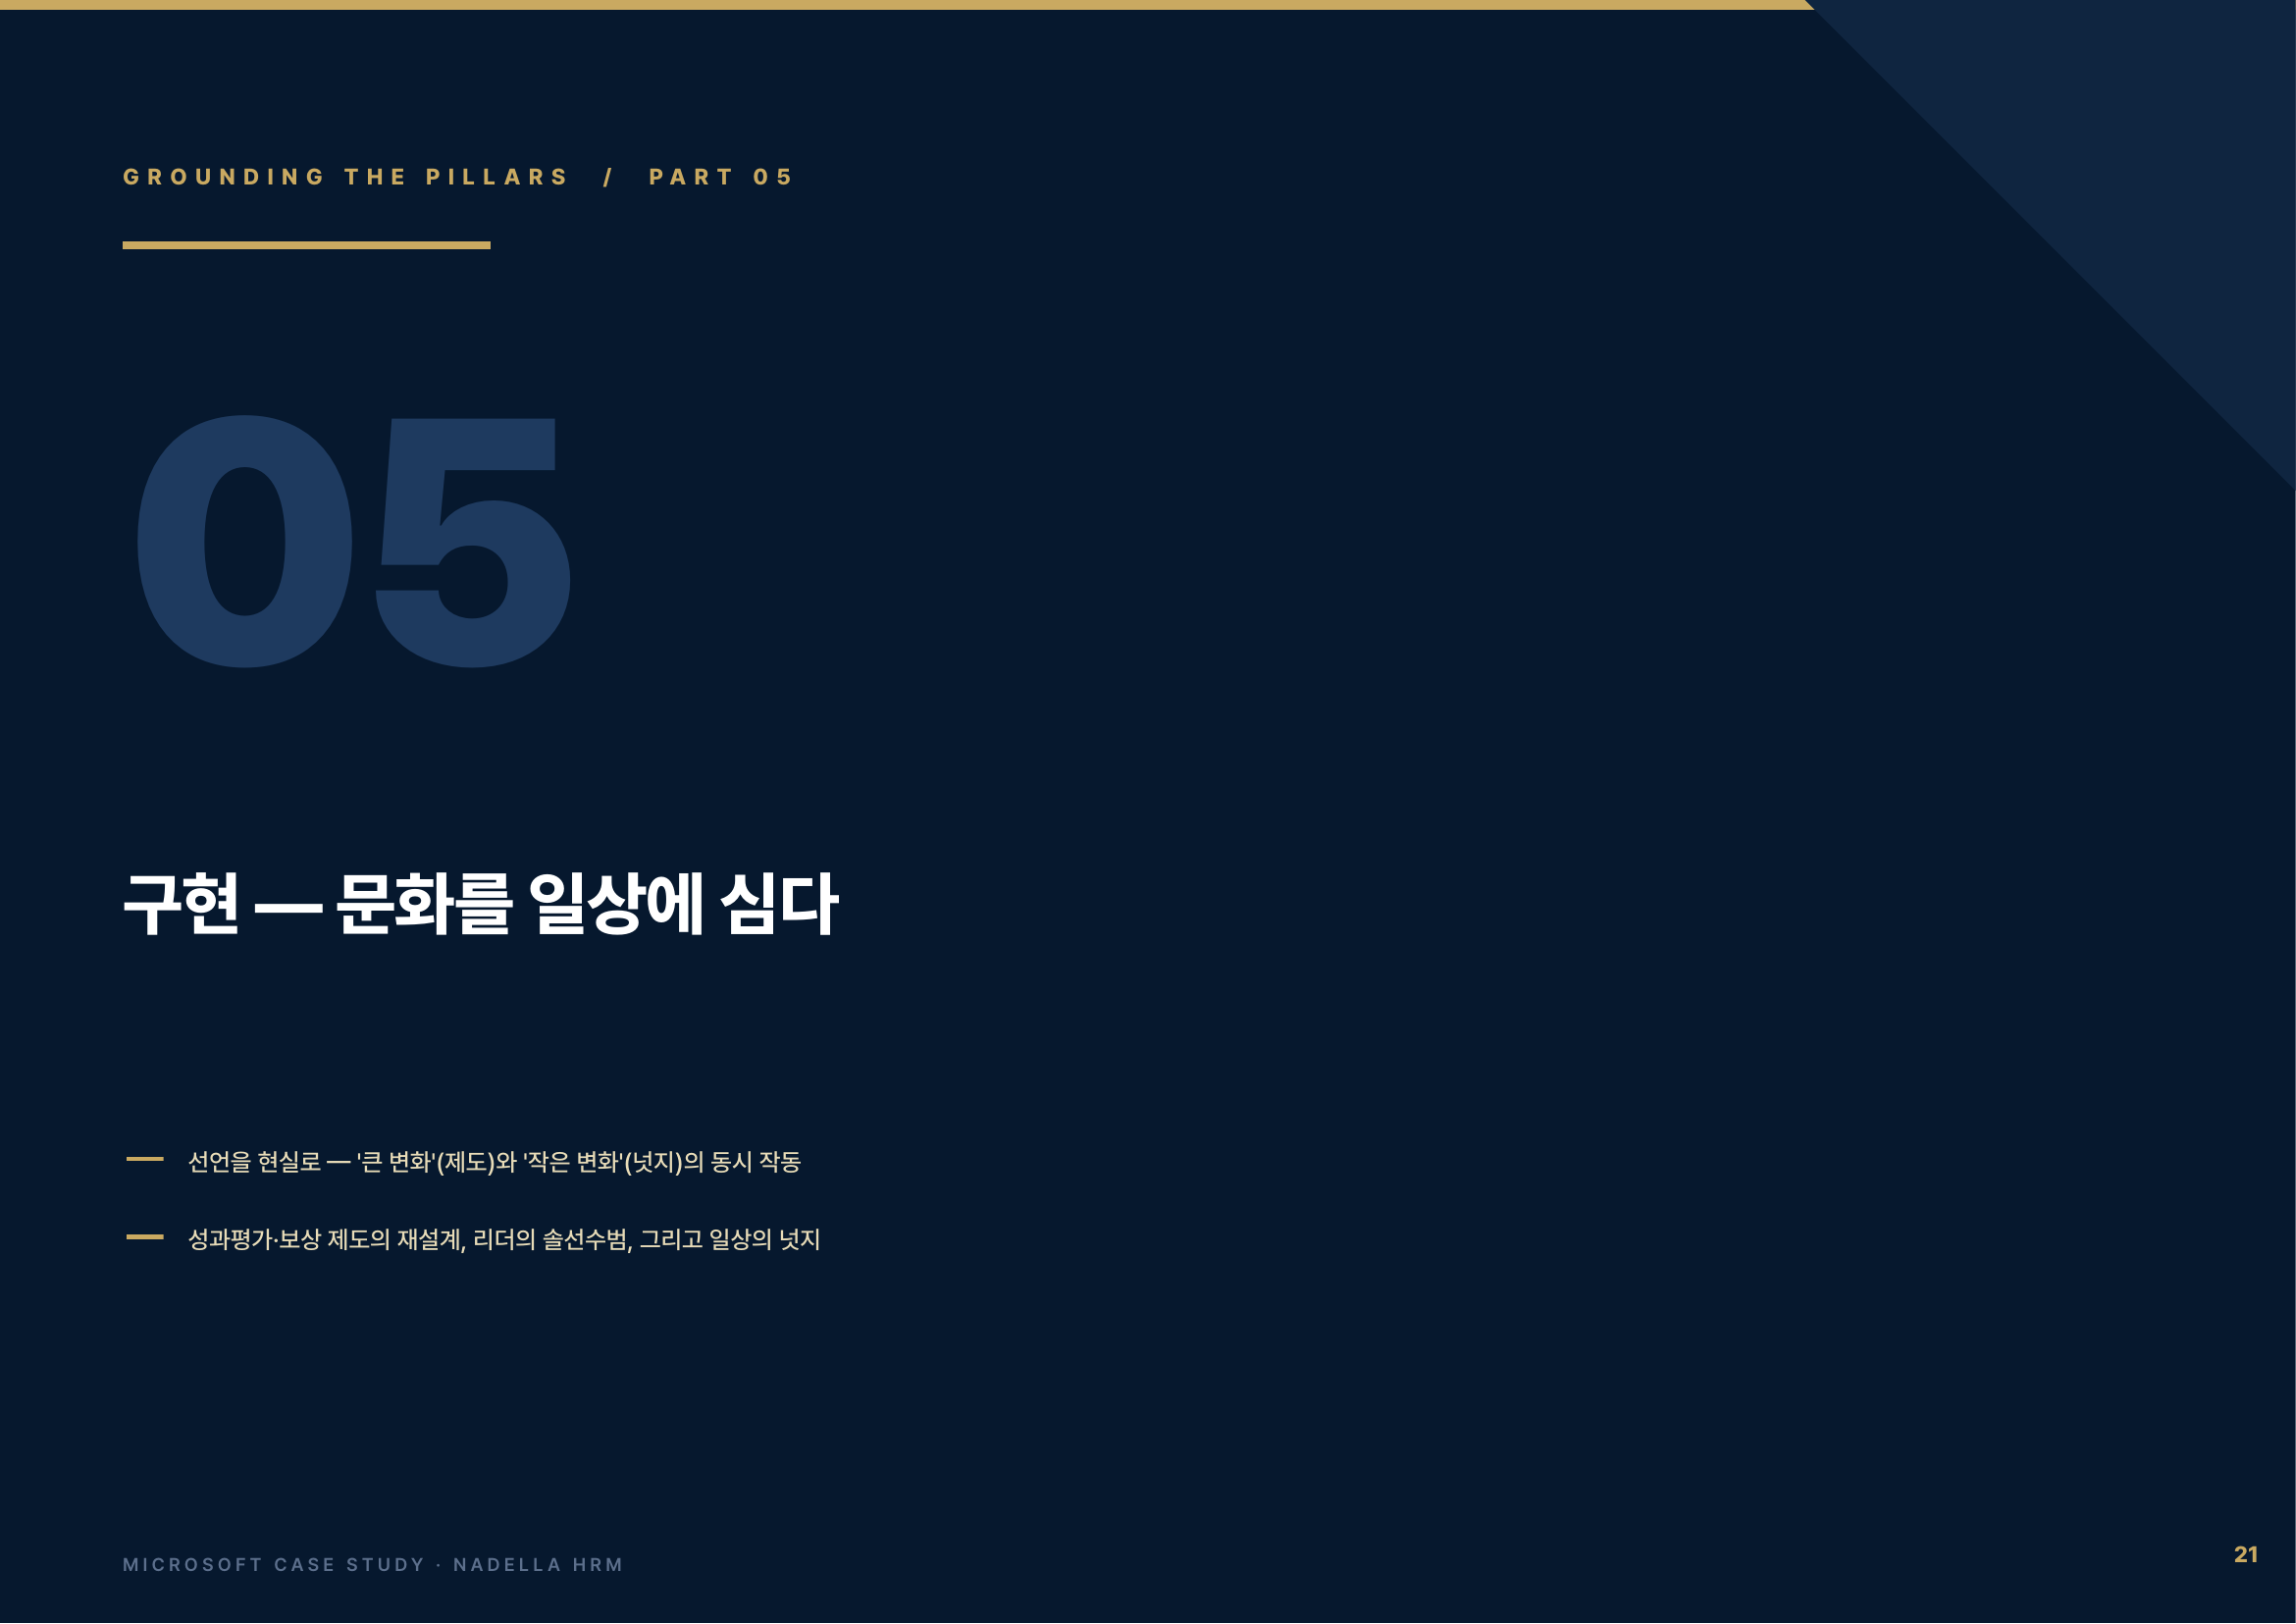 GROUNDING THE PILLARS / PART 05
05
구현 — 문화를 일상에 심다
선언을 현실로 — '큰 변화'(제도)와 '작은 변화'(넛지)의 동시 작동
성과평가·보상 제도의 재설계, 리더의 솔선수범, 그리고 일상의 넛지
MICROSOFT CASE STUDY · NADELLA HRM
21